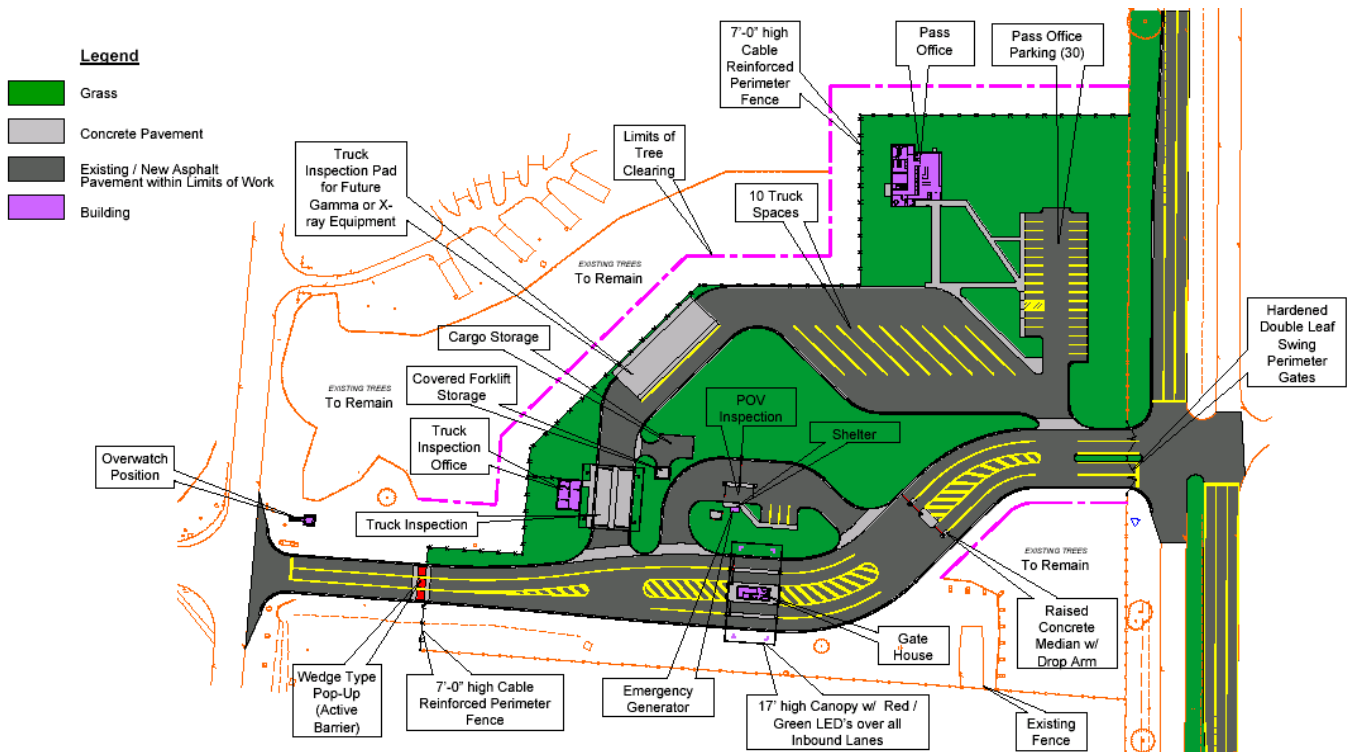 Legend
Grass
Concrete Pavement
Existing / New Asphalt
Pavement within Limits of Work
Building
Truck
Inspection Pad
for Future
Gamma or X-
ray Equipment
Limits of
Tree
Clearing
7'-0" high
Cable
Reinforced
Perimeter
Fence
Pass
Office
Pass Office
Parking (30)
10 Truck
Spaces
EXISTING TREES
To Remain
Hardened
Double Leaf
Swing
Perimeter
Gates
Cargo Storage
Covered Forklift
Storage
EXISTING TREES
To Remain
Truck
Inspection
Office
POV
Inspection
Shelter
Overwatch
Position
Truck Inspection
EXISTING TREES
To Remain
Raised
Concrete
Median w/
Drop Arm
Gate
House
Wedge Type
Pop-Up
(Active
Barrier)
7'-0" high Cable
Reinforced Perimeter
Fence
Emergency
Generator
17' high Canopy w/ Red /
Green LED's over all
Inbound Lanes
Existing
Fence